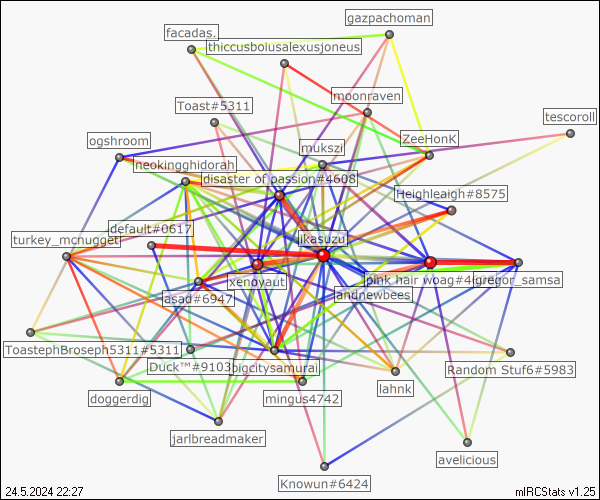 gazpachoman
facadas.
thiccusbolusalexusjoneus
moonraven
Toast#5311
tescoroll
ZeeHonK
ogshroom
mukszi
neokingghidorah
disaster of passion#4608
Heighleaigh#8575
default#0617
turkey_mcnugget
ilkasuzu
xenovaut
pink hair woag#4
gregor_samsa
asad#6947
andnewbees
ToastephBroseph5311#5311
Duck™#9103
bigcitysamurai
Random Stuf6#5983
lahnk
doggerdig
mingus4742
jarlbreadmaker
avelicious
Knowun#6424
24.5.2024 22:27
mIRCStats v1.25